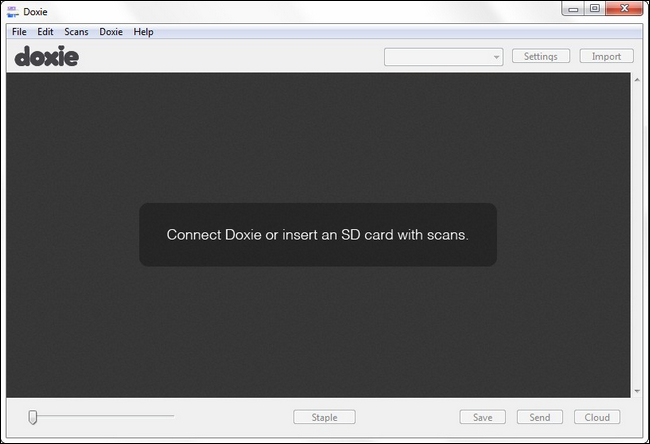 Doxie
File Edit Scans Doxie Help
doxie
Settings Import
Connect Doxie or insert an SD card with scans.
Staple Save Send Cloud